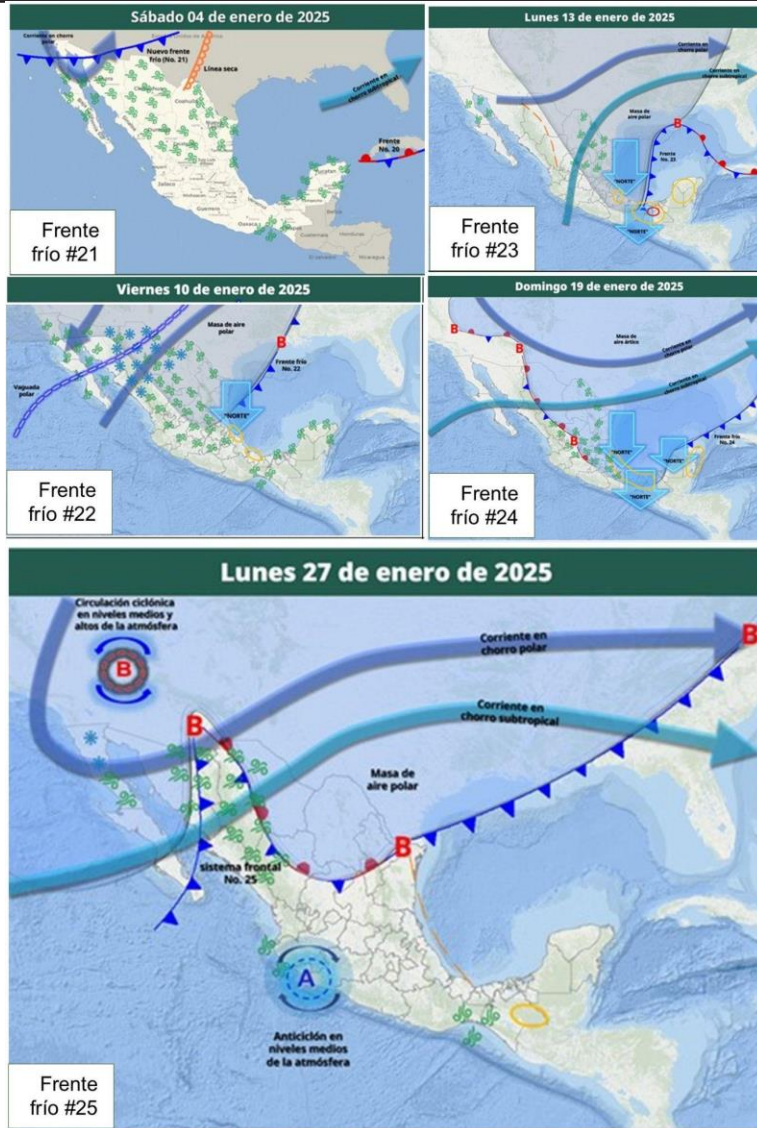 Sábado 04 de enero de 2025
Corriente en chorro
polar
Nuevo frente
frío (No. 21)
Línea seca
Corriente en
chorro subtropical
Frente
No. 20
Frente
frío #21
Lunes 13 de enero de 2025
Corriente en
chorro polar
Corriente en
chorro subtropical
Masa de
aire polar
B
Frente
No. 23
"NORTE"
"NORTE"
Frente
frío #23
Viernes 10 de enero de 2025
Masa de aire
polar
B
Frente frío
No. 22
Vaguada
polar
"NORTE"
Frente
frío #22
Domingo 19 de enero de 2025
B
B
Masa de
aire ártico
Corriente en
chorro polar
Corriente en
chorro subtropical
B
Frente frío
No. 24
"NORTE"
"NORTE"
"NORTE"
Frente
frío #24
Lunes 27 de enero de 2025
Circulación ciclónica
en niveles medios y
altos de la atmósfera
B
Corriente en
chorro polar
B
Corriente en
chorro subtropical
B
Masa de
aire polar
B
sistema frontal
No. 25
A
Anticiclón en
niveles medios
de la atmósfera
Frente
frío #25